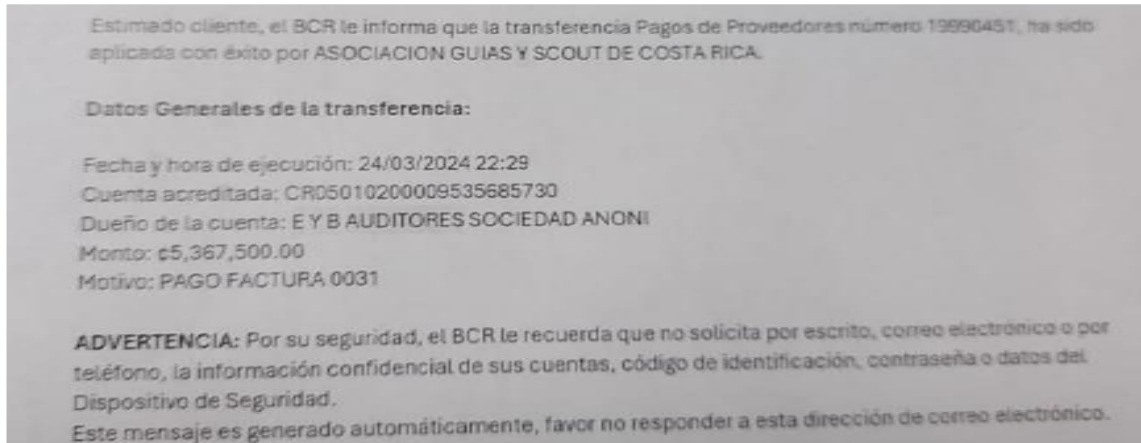 Estimado cliente, el BCR le informa que la transferencia Pagos de Proveedores número 19990451, ha sido
aplicada con éxito por ASOCIACION GUIAS Y SCOUT DE COSTA RICA.
Datos Generales de la transferencia:
Fecha y hora de ejecución: 24/03/2024 22:29
Cuenta acreditada: CR05010200009535685730
Dueño de la cuenta: E Y B AUDITORES SOCIEDAD ANONI
Monto: ¢5,367,500.00
Motivo: PAGO FACTURA 0031
ADVERTENCIA: Por su seguridad, el BCR le recuerda que no solicita por escrito, correo electrónico o por
teléfono, la información confidencial de sus cuentas, código de identificación, contraseña o datos del
Dispositivo de Seguridad.
Este mensaje es generado automáticamente, favor no responder a esta dirección de correo electrónico.